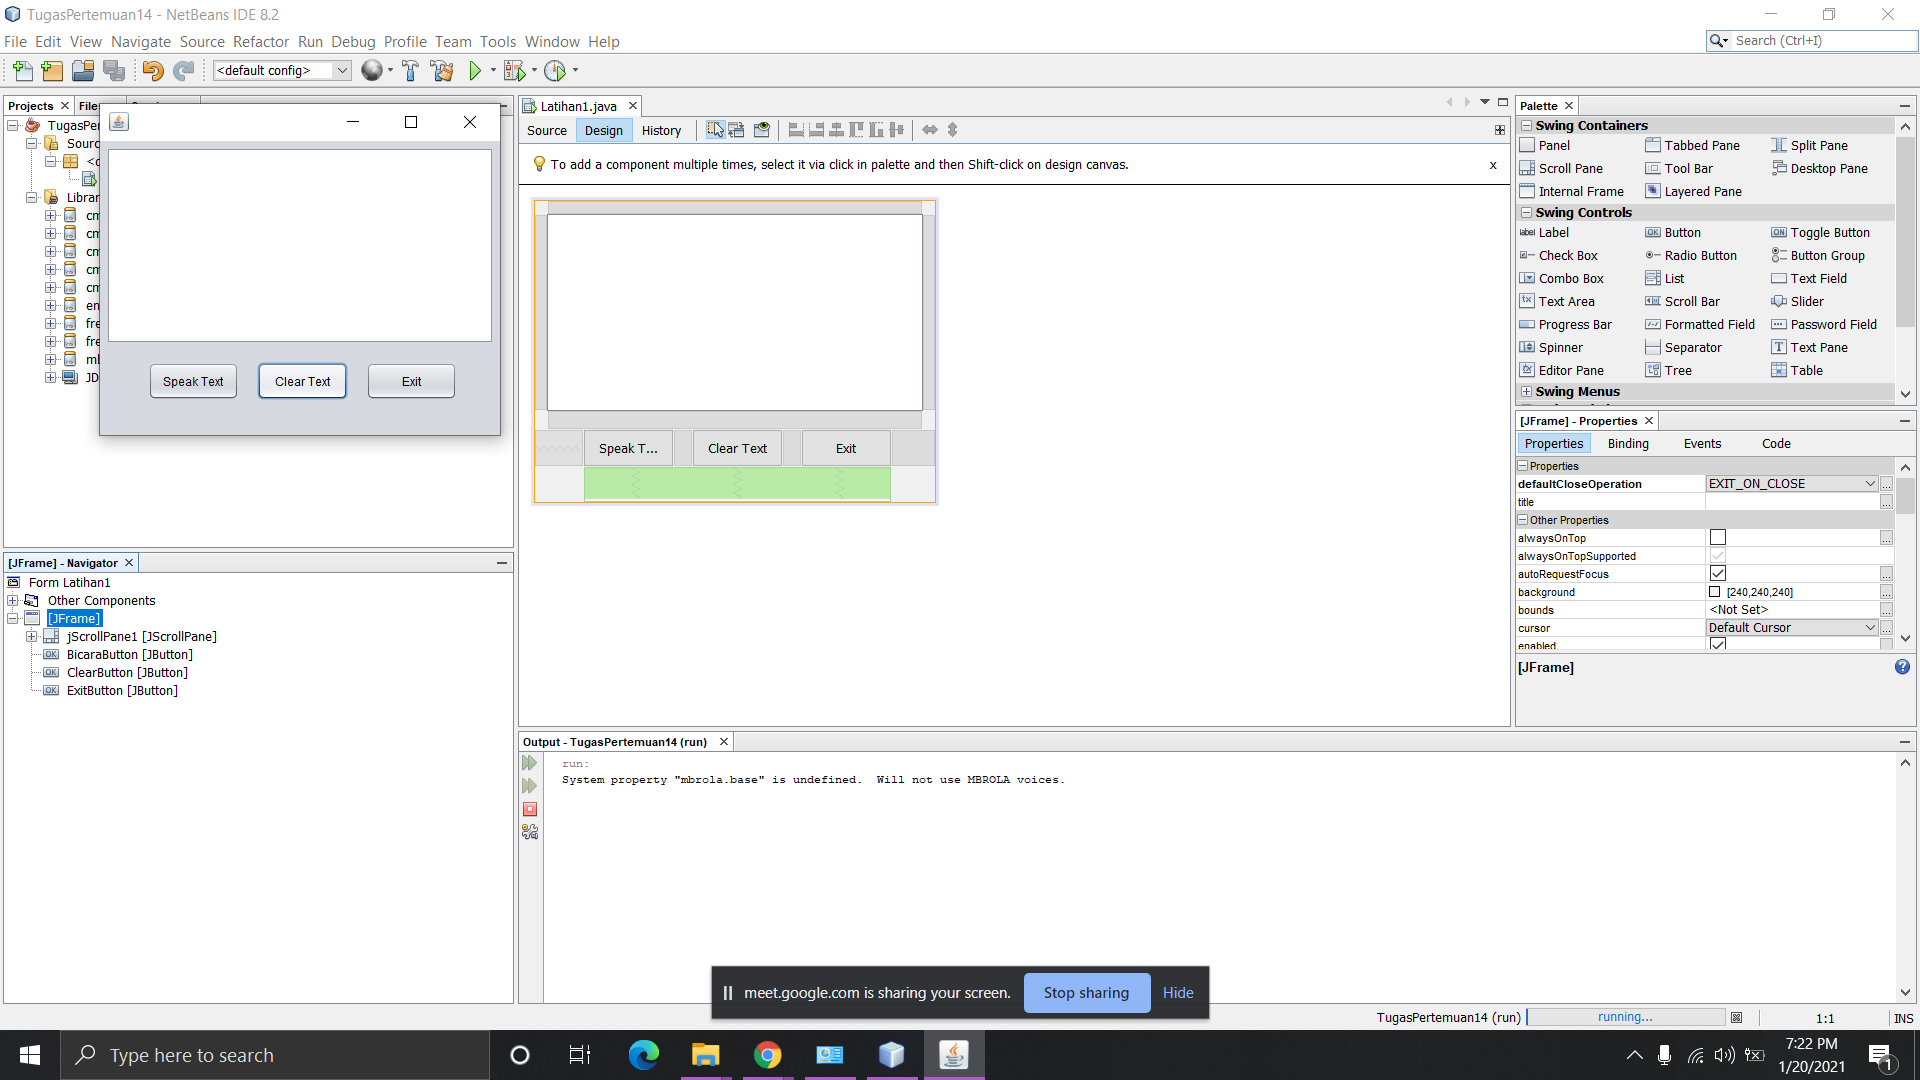 TugasPertemuan14 - NetBeans IDE 8.2
File Edit View Navigate Source Refactor Run Debug Profile Team Tools Window Help
Search (Ctrl+I)
<default config>
Projects
Latihan1.java
Source Design History
To add a component multiple times, select it via click in palette and then Shift-click on design canvas.
x
Speak Text
Clear Text
Exit
Speak T...
Clear Text
Exit
[JFrame] - Navigator
Form Latihan1
Other Components
[JFrame]
jScrollPane1 [JScrollPane]
BicaraButton [JButton]
ClearButton [JButton]
ExitButton [JButton]
Palette
Swing Containers
Panel Tabbed Pane Split Pane
Scroll Pane Tool Bar Desktop Pane
Internal Frame Layered Pane
Swing Controls
Label Button Toggle Button
Check Box Radio Button Button Group
Combo Box List Text Field
Text Area Scroll Bar Slider
Progress Bar Formatted Field Password Field
Spinner Separator Text Pane
Editor Pane Tree Table
Swing Menus
[JFrame] - Properties
Properties Binding Events Code
Properties
defaultCloseOperation EXIT_ON_CLOSE
title
Other Properties
alwaysOnTop
alwaysOnTopSupported
autoRequestFocus
background [240,240,240]
bounds <Not Set>
cursor Default Cursor
enabled
[JFrame]
Output - TugasPertemuan14 (run)
run:
System property "mbrola.base" is undefined.  Will not use MBROLA voices.
meet.google.com is sharing your screen. Stop sharing Hide
TugasPertemuan14 (run) running... 1:1 INS
Type here to search
7:22 PM
1/20/2021
1